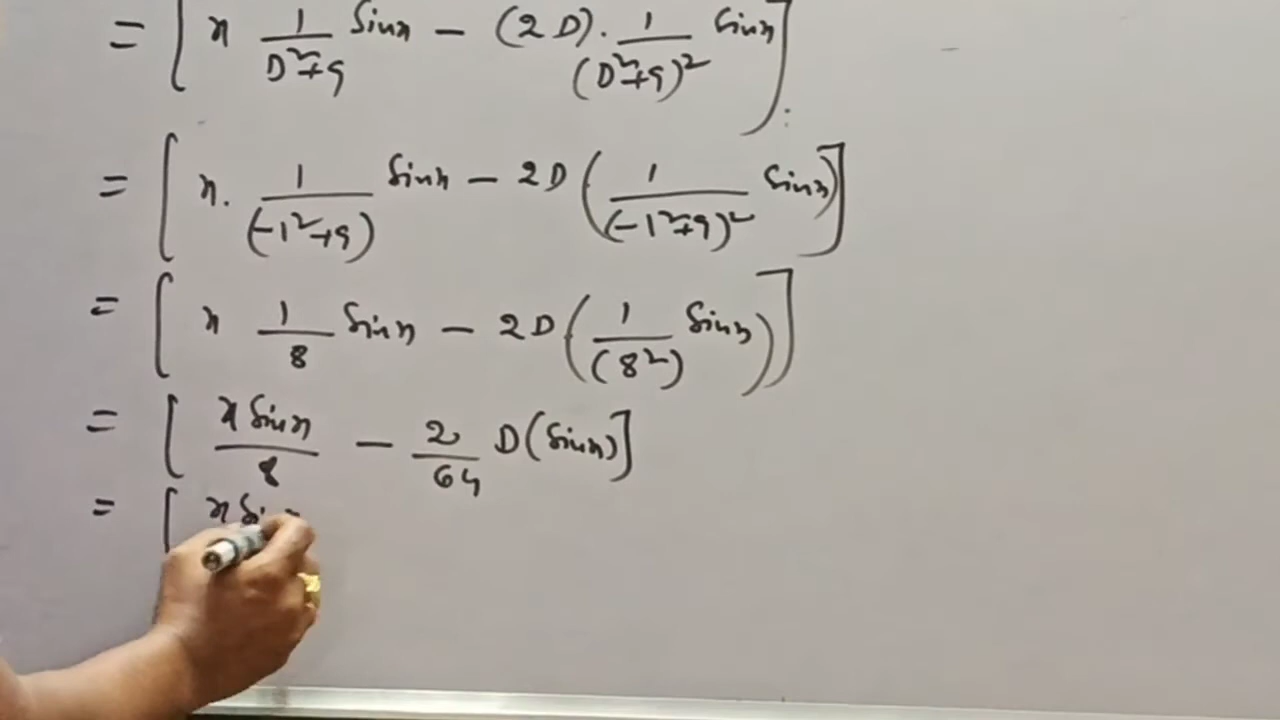 = [ x 1/(D²+9) Sinx - (2D). 1/(D²+9)² Sinx ]
= [ x. 1/(-1²+9) Sinx - 2D ( 1/(-1²+9)² Sinx ) ]
= [ x 1/8 Sinx - 2D ( 1/(8²) Sinx ) ]
= [ x Sinx/8 - 2/64 D(Sinx) ]
= [ x Si